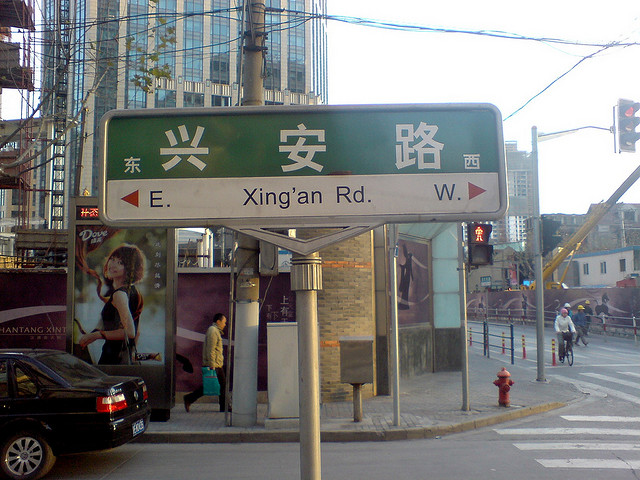 东 兴安路 西
E. Xing'an Rd. W.
Dove
HANTANG XINT